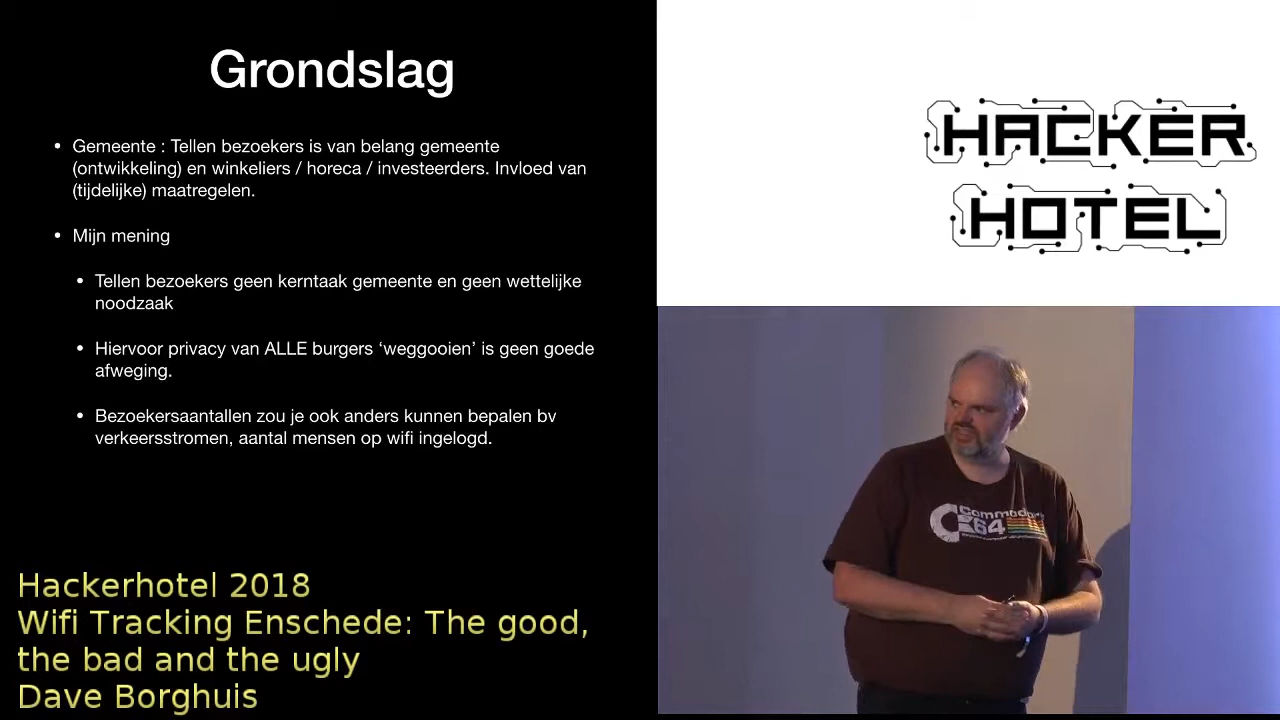 Grondslag
• Gemeente : Tellen bezoekers is van belang gemeente
(ontwikkeling) en winkeliers / horeca / investeerders. Invloed van
(tijdelijke) maatregelen.
• Mijn mening
• Tellen bezoekers geen kerntaak gemeente en geen wettelijke
noodzaak
• Hiervoor privacy van ALLE burgers ‘weggooien’ is geen goede
afweging.
• Bezoekersaantallen zou je ook anders kunnen bepalen bv
verkeersstromen, aantal mensen op wifi ingelogd.
Hackerhotel 2018
Wifi Tracking Enschede: The good,
the bad and the ugly
Dave Borghuis
HACKER
HOTEL
Commodore
C64